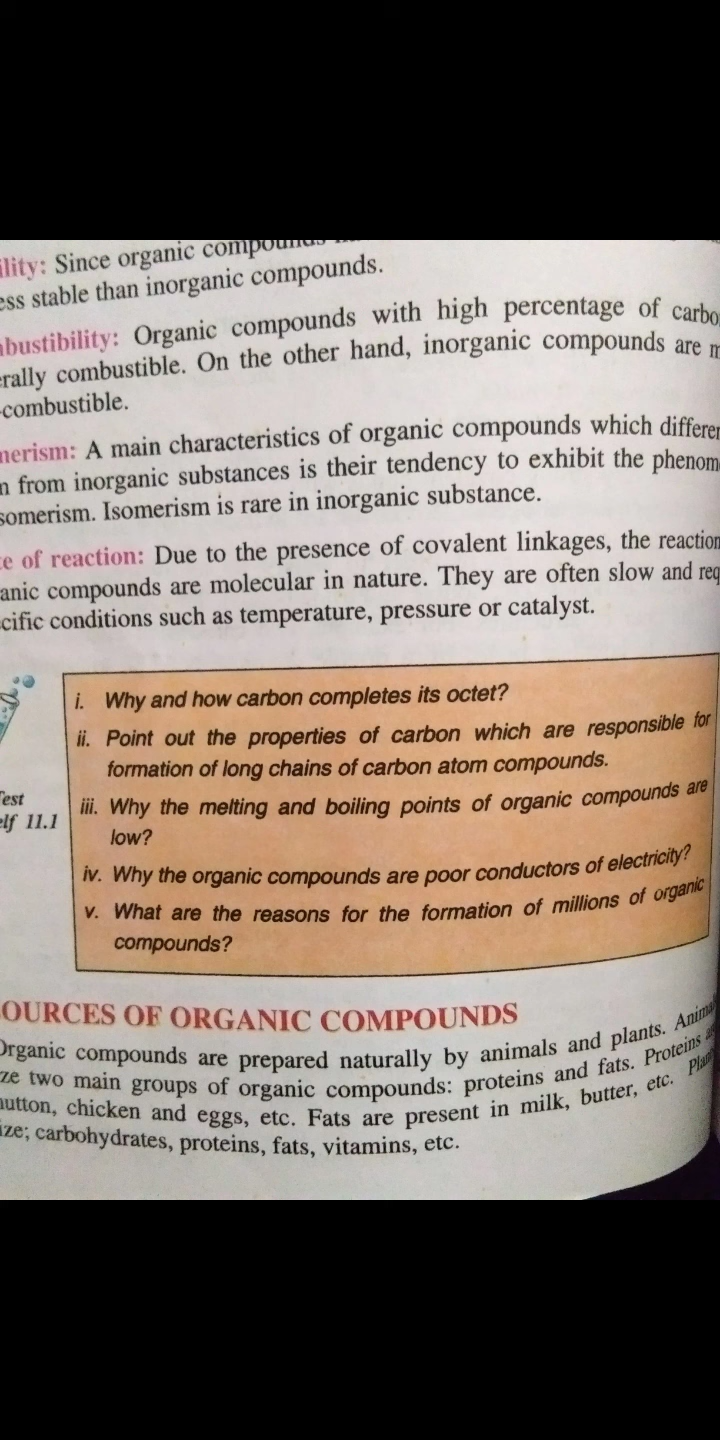 ility: Since organic compounds
ess stable than inorganic compounds.
bustibility: Organic compounds with high percentage of carbo
rally combustible. On the other hand, inorganic compounds are
-combustible.
nerism: A main characteristics of organic compounds which differen
n from inorganic substances is their tendency to exhibit the phenom
somerism. Isomerism is rare in inorganic substance.
e of reaction: Due to the presence of covalent linkages, the reaction
anic compounds are molecular in nature. They are often slow and req
cific conditions such as temperature, pressure or catalyst.
i. Why and how carbon completes its octet?
ii. Point out the properties of carbon which are responsible for
formation of long chains of carbon atom compounds.
iii. Why the melting and boiling points of organic compounds are
low?
iv. Why the organic compounds are poor conductors of electricity?
v. What are the reasons for the formation of millions of organic
compounds?
Test
elf 11.1
OURCES OF ORGANIC COMPOUNDS
Organic compounds are prepared naturally by animals and plants. Animal
ze two main groups of organic compounds: proteins and fats. Proteins a
utton, chicken and eggs, etc. Fats are present in milk, butter, etc. Plan
ize; carbohydrates, proteins, fats, vitamins, etc.